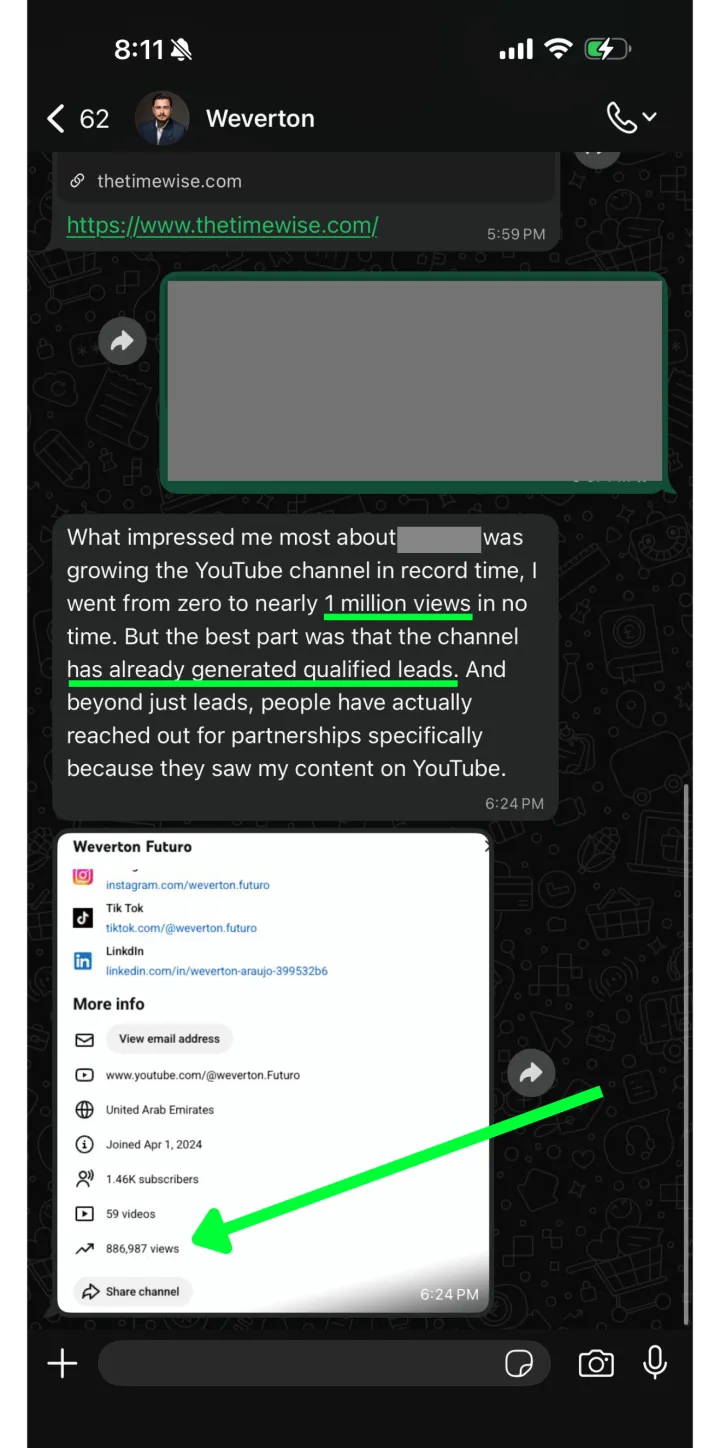 8:11
62
Weverton
thetimewise.com
https://www.thetimewise.com/
5:59 PM
What impressed me most about was
growing the YouTube channel in record time, I
went from zero to nearly 1 million views in no
time. But the best part was that the channel
has already generated qualified leads. And
beyond just leads, people have actually
reached out for partnerships specifically
because they saw my content on YouTube.
6:24 PM
Weverton Futuro
instagram.com/weverton.futuro
Tik Tok
tiktok.com/@weverton.futuro
LinkdIn
linkedin.com/in/weverton-araujo-399532b6
More info
View email address
www.youtube.com/@weverton.Futuro
United Arab Emirates
Joined Apr 1, 2024
1.46K subscribers
59 videos
886,987 views
Share channel
6:24 PM